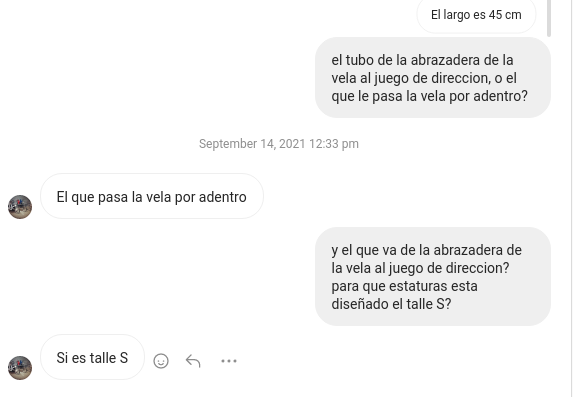 El largo es 45 cm
el tubo de la abrazadera de la
vela al juego de direccion, o el
que le pasa la vela por adentro?
September 14, 2021 12:33 pm
El que pasa la vela por adentro
y el que va de la abrazadera de
la vela al juego de direccion?
para que estaturas esta
diseñado el talle S?
Si es talle S